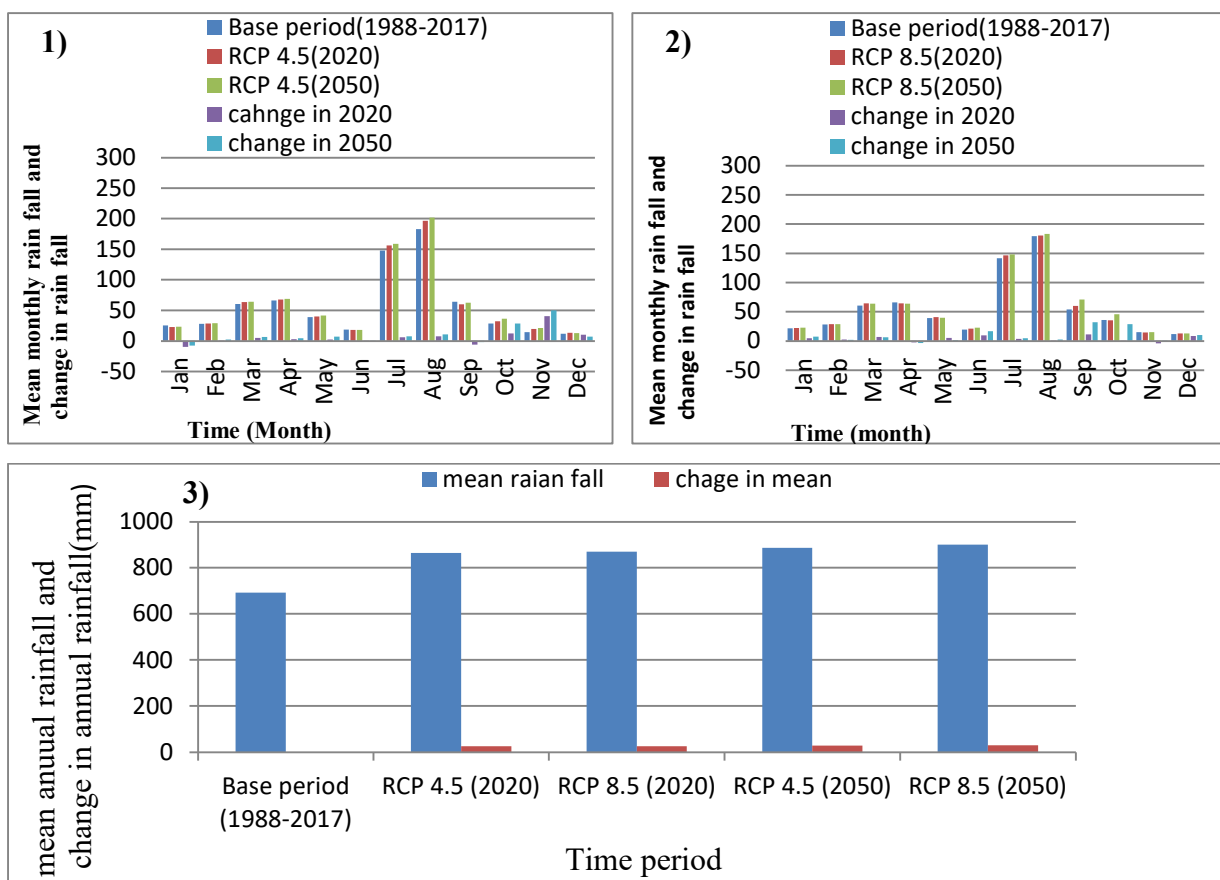 1)
Base period(1988-2017)
RCP 4.5(2020)
RCP 4.5(2050)
cahnge in 2020
change in 2050
Mean monthly rain fall and
change in rain fall
300
250
200
150
100
50
0
-50
Jan
Feb
Mar
Apr
May
Jun
Jul
Aug
Sep
Oct
Nov
Dec
Time (Month)
2)
Base period(1988-2017)
RCP 8.5(2020)
RCP 8.5(2050)
change in 2020
change in 2050
Mean monthly rain fall and
change in rain fall
300
250
200
150
100
50
0
-50
Jan
Feb
Mar
Apr
May
Jun
Jul
Aug
Sep
Oct
Nov
Dec
Time (month)
3)
mean raian fall
chage in mean
mean anuual rainfall and
change in annual rainfall(mm)
1000
800
600
400
200
0
Base period
(1988-2017)
RCP 4.5 (2020)
RCP 8.5 (2020)
RCP 4.5 (2050)
RCP 8.5 (2050)
Time period